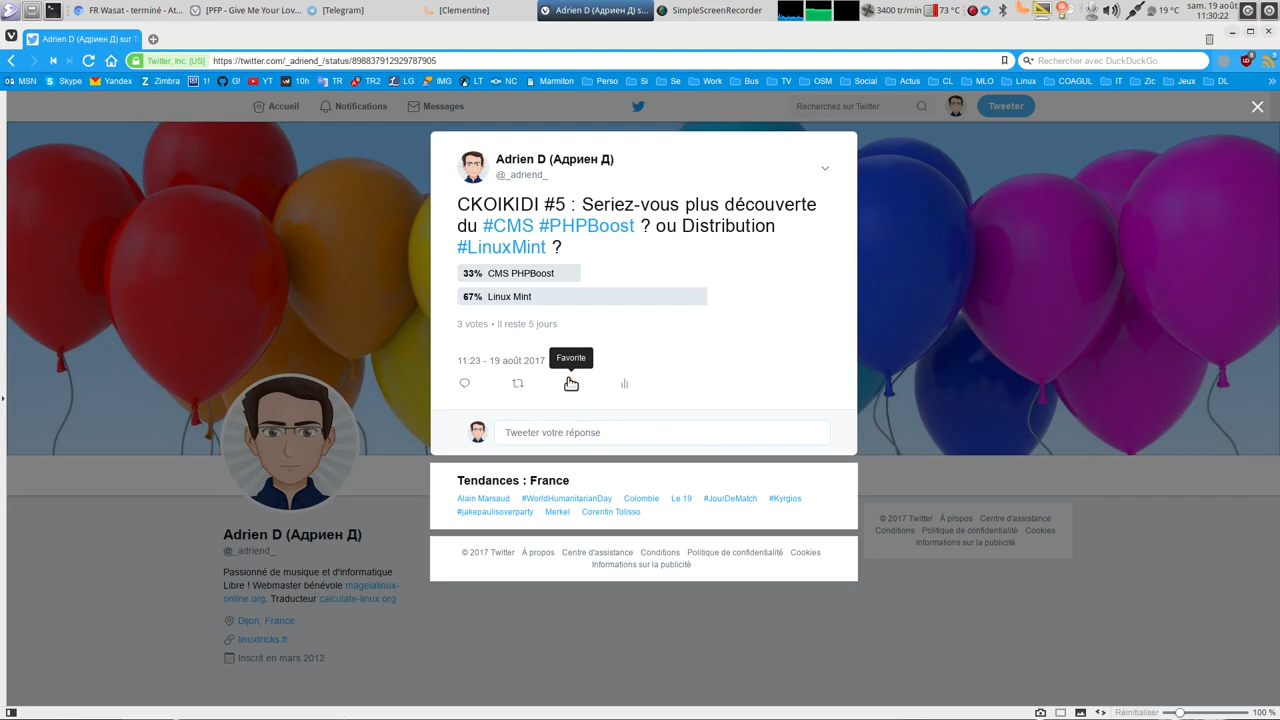 FR Wasat - terminé - At... [PFP - Give Me Your Lov... [Telegram] [Clementine] Adrien D (Адриен Д) s... SimpleScreenRecorder 3400 tr/min 73 °C 19 °C sam. 19 août
11:30:20
Adrien D (Адриен Д) sur T
Twitter, Inc. [US] https://twitter.com/_adriend_/status/898837912929787905 Rechercher avec DuckDuckGo
MSN Skype Yandex Zimbra 1! G! YT 10h TR TR2 LG IMG LT NC Marmiton Perso Si Se Work Bus TV OSM Social Actus CL MLO Linux COAGUL IT Zic Jeux DL »
Accueil Notifications Messages Recherchez sur Twitter Tweeter
Adrien D (Адриен Д)
@_adriend_
CKOIKIDI #5 : Seriez-vous plus découverte
du #CMS #PHPBoost ? ou Distribution
#LinuxMint ?
33% CMS PHPBoost
67% Linux Mint
3 votes • Il reste 5 jours
11:23 - 19 août 2017
Favorite
Tweeter votre réponse
Tendances : France
Alain Marsaud #WorldHumanitarianDay Colombie Le 19 #JourDeMatch #Kyrgios
#jakepaulisoverparty Merkel Corentin Tolisso
© 2017 Twitter À propos Centre d'assistance Conditions Politique de confidentialité Cookies
Informations sur la publicité
Adrien D (Адриен Д)
@_adriend_
Passionné de musique et d'informatique
Libre ! Webmaster bénévole mageialinux-
online.org. Traducteur calculate-linux.org
Dijon, France
linuxtricks.fr
Inscrit en mars 2012
© 2017 Twitter À propos Centre d'assistance
Conditions Politique de confidentialité Cookies
Informations sur la publicité
Réinitialiser 100 %